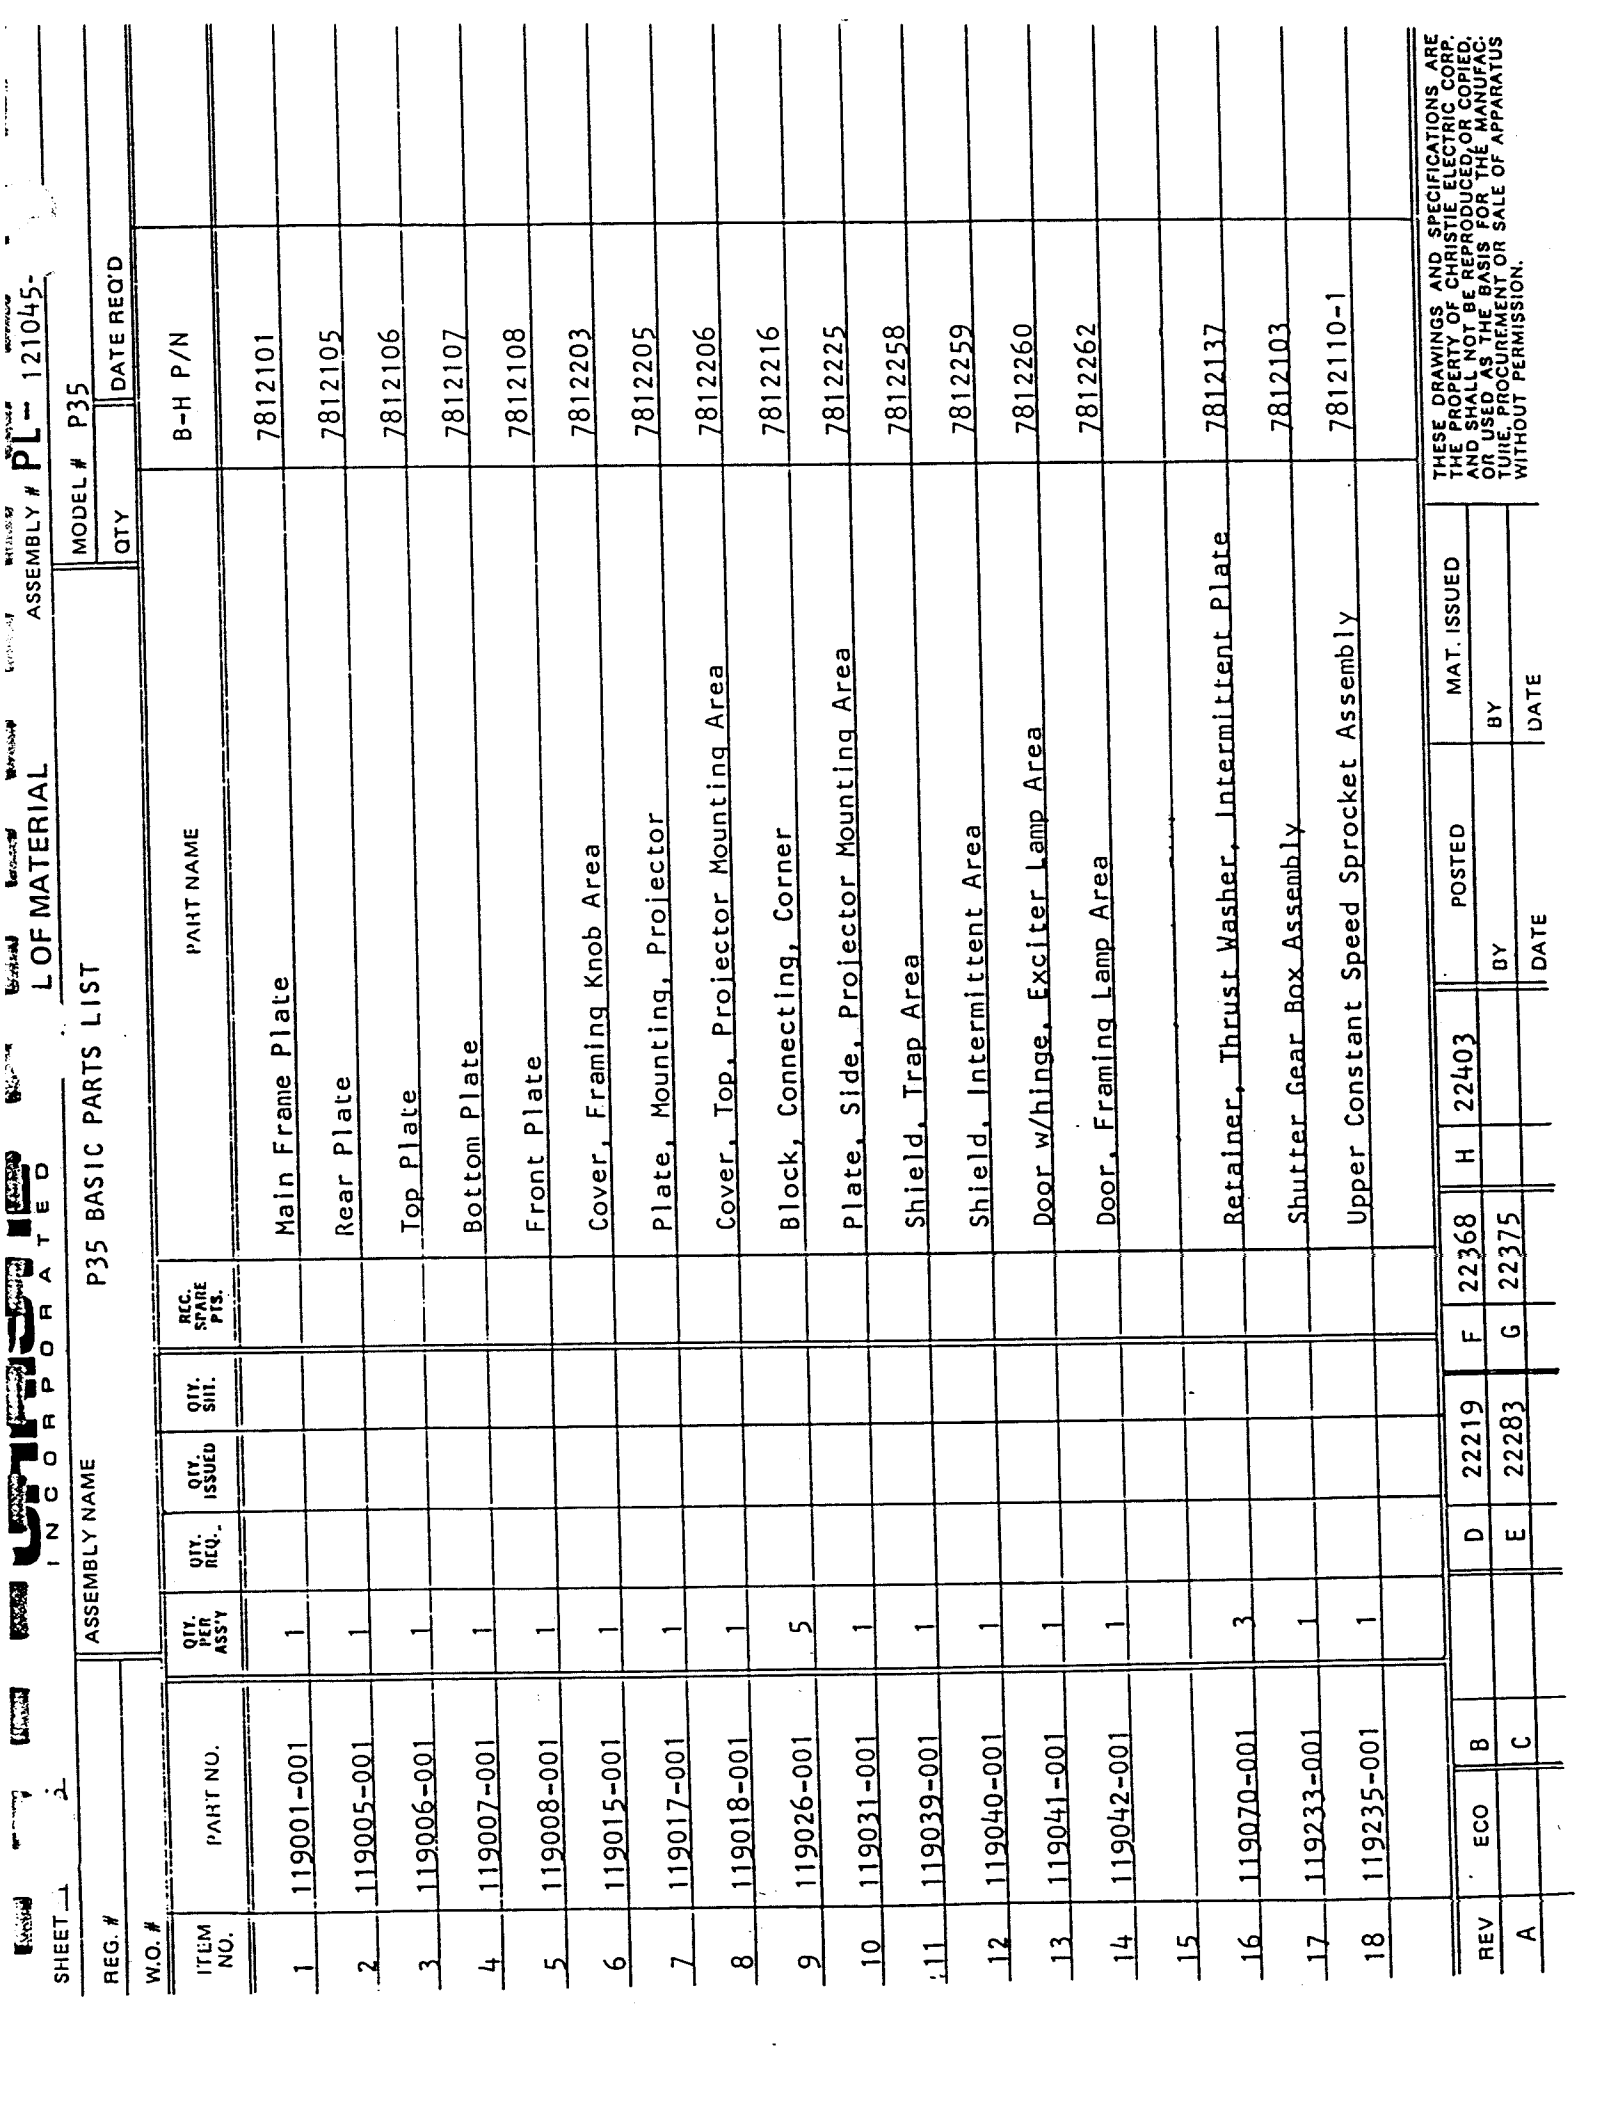 INCORPORATED
L OF MATERIAL
SHEET 1
ASSEMBLY # PL- 121045-
REG. #
ASSEMBLY NAME
P35 BASIC PARTS LIST
MODEL # P35
W.O. #
QTY
DATE REQ'D
ITEM NO. PART NO. QTY. PER ASS'Y QTY. REQ. QTY. ISSUED QTY. SHT. REC. SPARE PTS. PART NAME B-H P/N
1 119001-001 1 Main Frame Plate 7812101
2 119005-001 1 Rear Plate 7812105
3 119006-001 1 Top Plate 7812106
4 119007-001 1 Bottom Plate 7812107
5 119008-001 1 Front Plate 7812108
6 119015-001 1 Cover, Framing Knob Area 7812203
7 119017-001 1 Plate, Mounting, Projector 7812205
8 119018-001 1 Cover, Top, Projector Mounting Area 7812206
9 119026-001 5 Block, Connecting, Corner 7812216
10 119031-001 1 Plate, Side, Projector Mounting Area 7812225
11 119039-001 1 Shield, Trap Area 7812258
12 119040-001 1 Shield, Intermittent Area 7812259
13 119041-001 1 Door w/hinge, Exciter Lamp Area 7812260
14 119042-001 1 Door, Framing Lamp Area 7812262
15
16 119070-001 3 Retainer, Thrust Washer, Intermittent Plate 7812137
17 119233-001 1 Shutter Gear Box Assembly 7812103
18 119235-001 1 Upper Constant Speed Sprocket Assembly 7812110-1
REV ECO B D 22219 F 22368 H 22403 POSTED MAT. ISSUED
A C E 22283 G 22375 BY BY
DATE DATE
THESE DRAWINGS AND SPECIFICATIONS ARE
THE PROPERTY OF CHRISTIE ELECTRIC CORP.
AND SHALL NOT BE REPRODUCED, OR COPIED,
OR USED AS THE BASIS FOR THE MANUFAC-
TURE, PROCUREMENT OR SALE OF APPARATUS
WITHOUT PERMISSION.